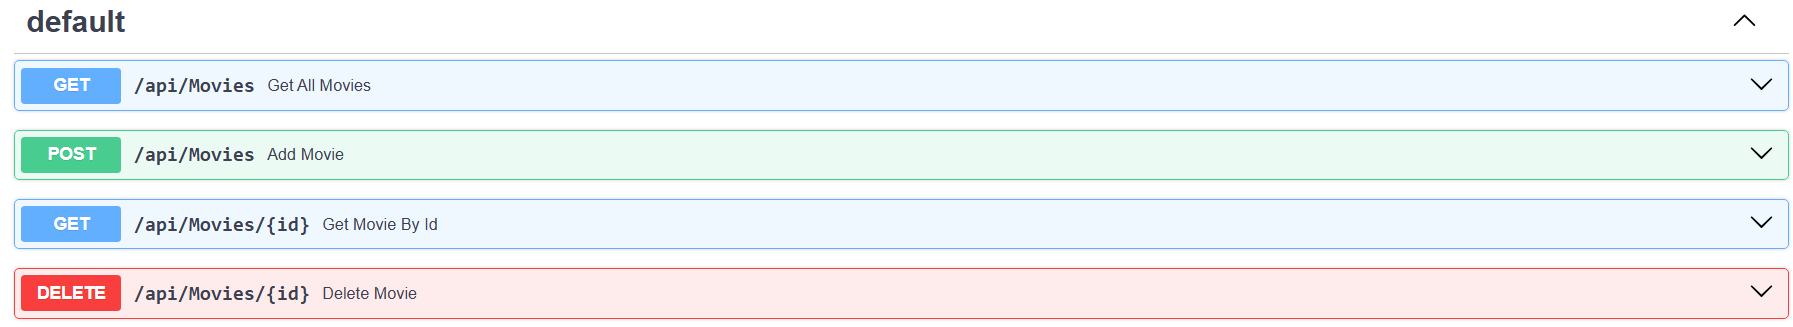 default
GET /api/Movies Get All Movies
POST /api/Movies Add Movie
GET /api/Movies/{id} Get Movie By Id
DELETE /api/Movies/{id} Delete Movie